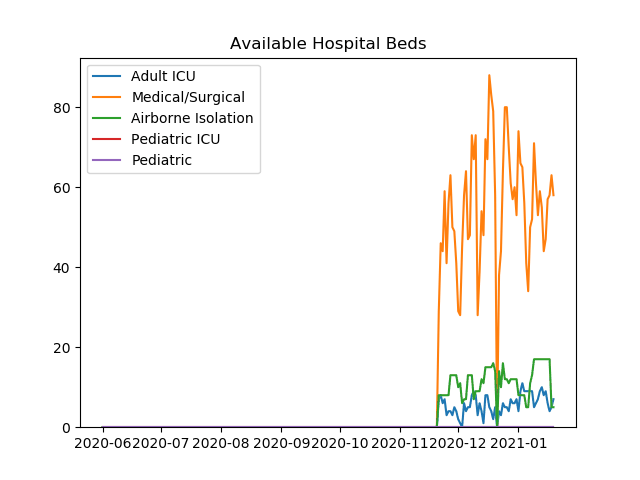 Available Hospital Beds
Adult ICU
Medical/Surgical
Airborne Isolation
Pediatric ICU
Pediatric
80
60
40
20
0
2020-06 2020-07 2020-08 2020-09 2020-10 2020-11 2020-12 2021-01